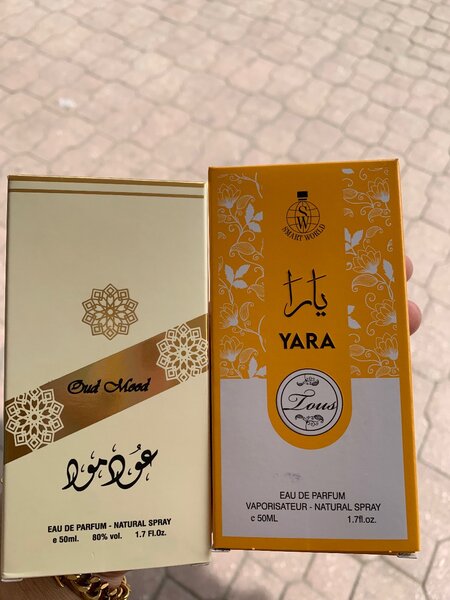 Oud Mood
عود مود
EAU DE PARFUM - NATURAL SPRAY
e 50ml. 80% vol. 1.7 Fl.Oz.
SW
SMART WORLD
يارا
YARA
Tous
EAU DE PARFUM
VAPORISATEUR - NATURAL SPRAY
e 50ML 1.7fl.oz.